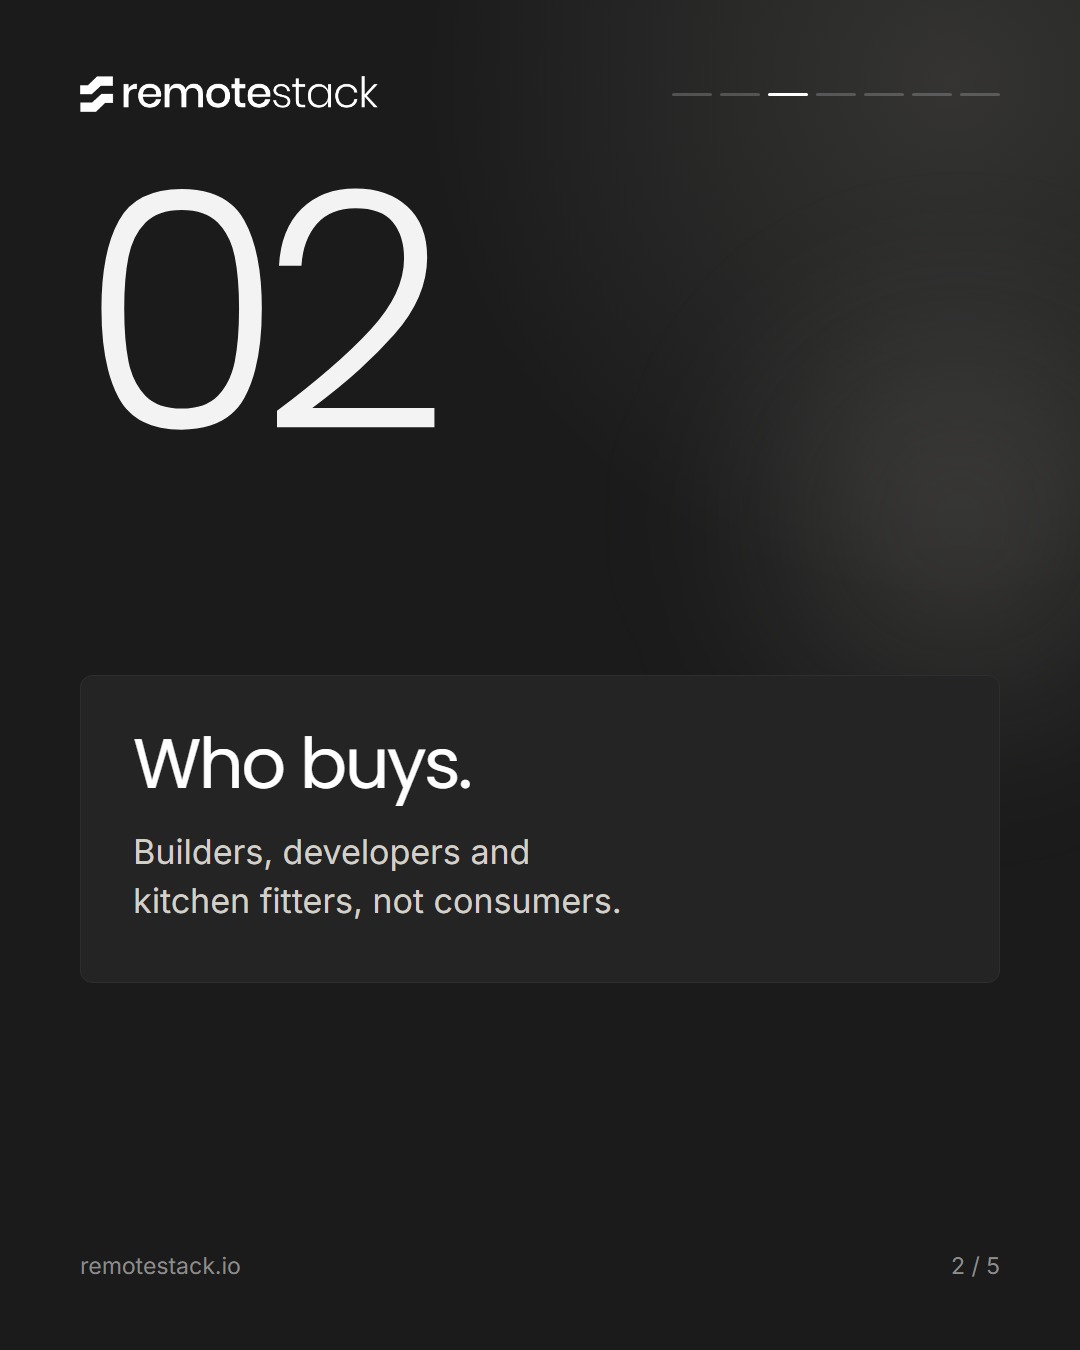 remotestack
02
Who buys.
Builders, developers and
kitchen fitters, not consumers.
remotestack.io
2 / 5